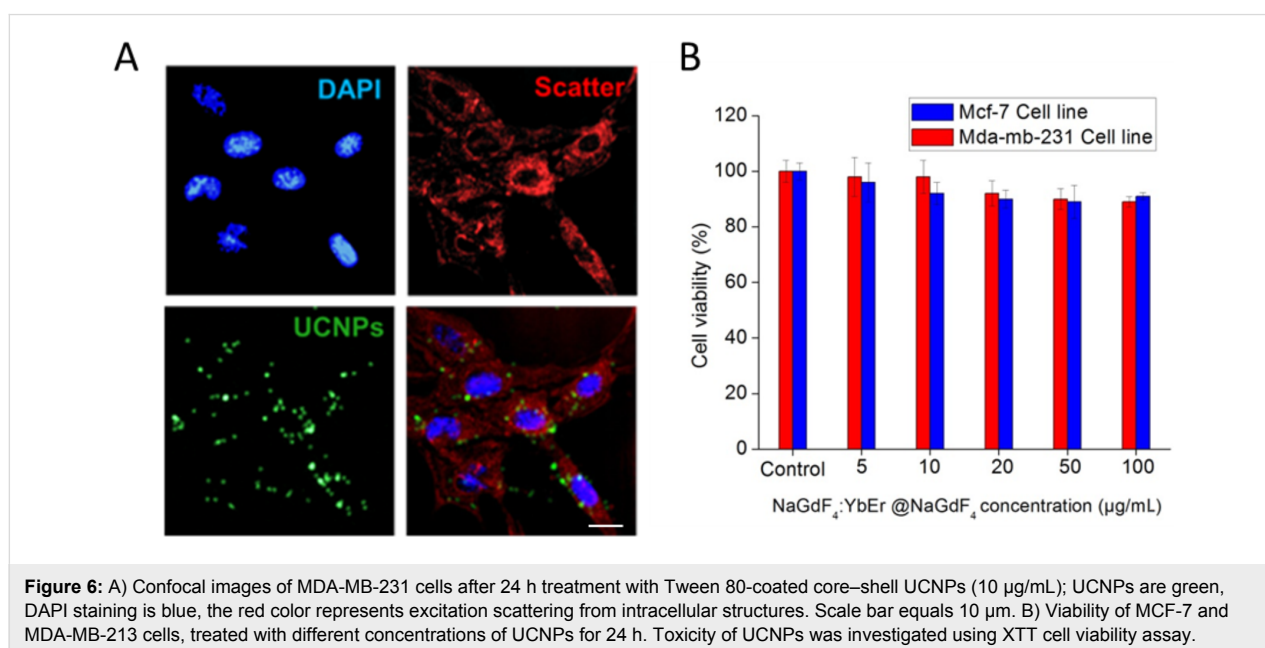 A
DAPI
Scatter
UCNPs
B
Mcf-7 Cell line
Mda-mb-231 Cell line
120
100
80
60
40
20
0
Cell viability (%)
Control 5 10 20 50 100
NaGdF₄:YbEr @NaGdF₄ concentration (µg/mL)
Figure 6: A) Confocal images of MDA-MB-231 cells after 24 h treatment with Tween 80-coated core–shell UCNPs (10 µg/mL); UCNPs are green,
DAPI staining is blue, the red color represents excitation scattering from intracellular structures. Scale bar equals 10 µm. B) Viability of MCF-7 and
MDA-MB-213 cells, treated with different concentrations of UCNPs for 24 h. Toxicity of UCNPs was investigated using XTT cell viability assay.